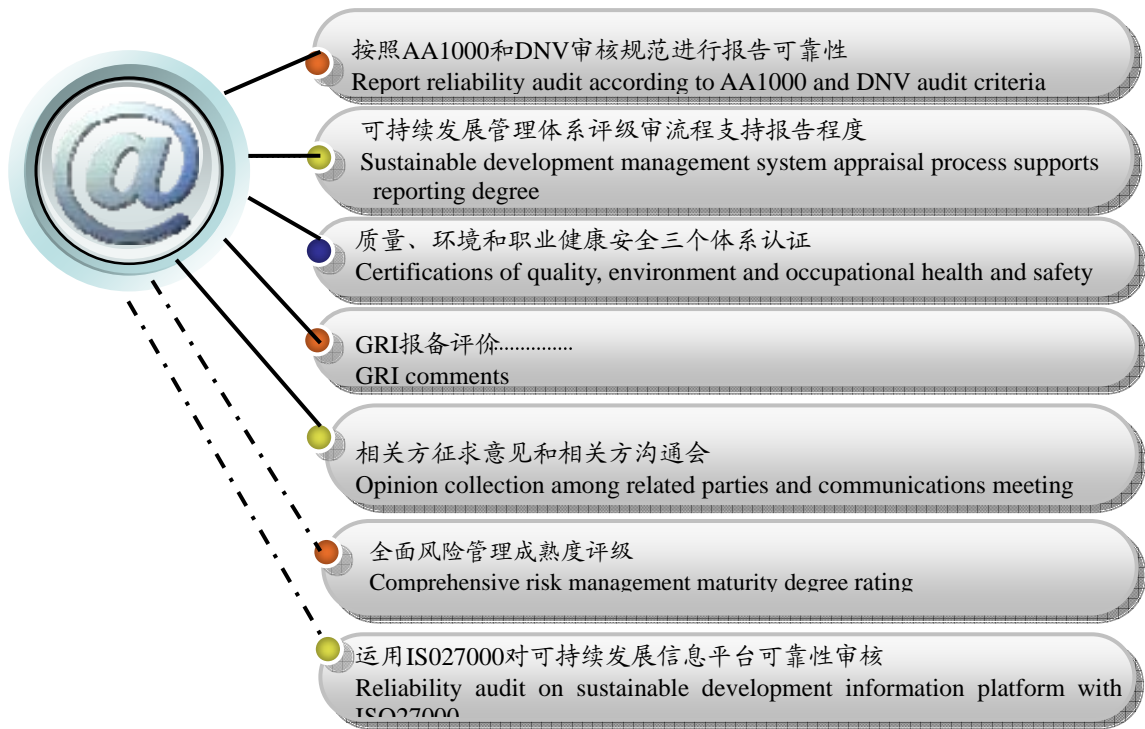 按照AA1000和DNV审核规范进行报告可靠性
Report reliability audit according to AA1000 and DNV audit criteria
可持续发展管理体系评级审流程支持报告程度
Sustainable development management system appraisal process supports
reporting degree
质量、环境和职业健康安全三个体系认证
Certifications of quality, environment and occupational health and safety
GRI报备评价...............
GRI comments
相关方征求意见和相关方沟通会
Opinion collection among related parties and communications meeting
全面风险管理成熟度评级
Comprehensive risk management maturity degree rating
运用IS027000对可持续发展信息平台可靠性审核
Reliability audit on sustainable development information platform with
ISO27000
@